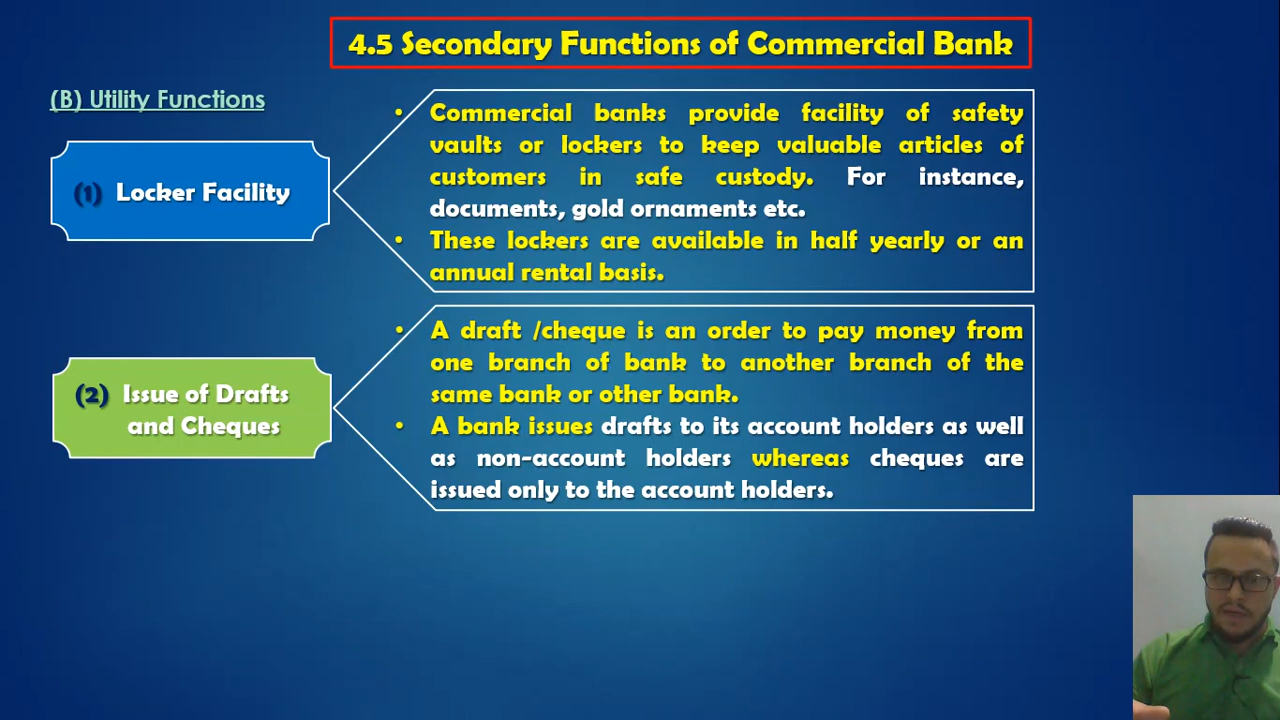 4.5 Secondary Functions of Commercial Bank
(B) Utility Functions
(1) Locker Facility
• Commercial banks provide facility of safety
vaults or lockers to keep valuable articles of
customers in safe custody. For instance,
documents, gold ornaments etc.
• These lockers are available in half yearly or an
annual rental basis.
(2) Issue of Drafts
and Cheques
• A draft /cheque is an order to pay money from
one branch of bank to another branch of the
same bank or other bank.
• A bank issues drafts to its account holders as well
as non-account holders whereas cheques are
issued only to the account holders.